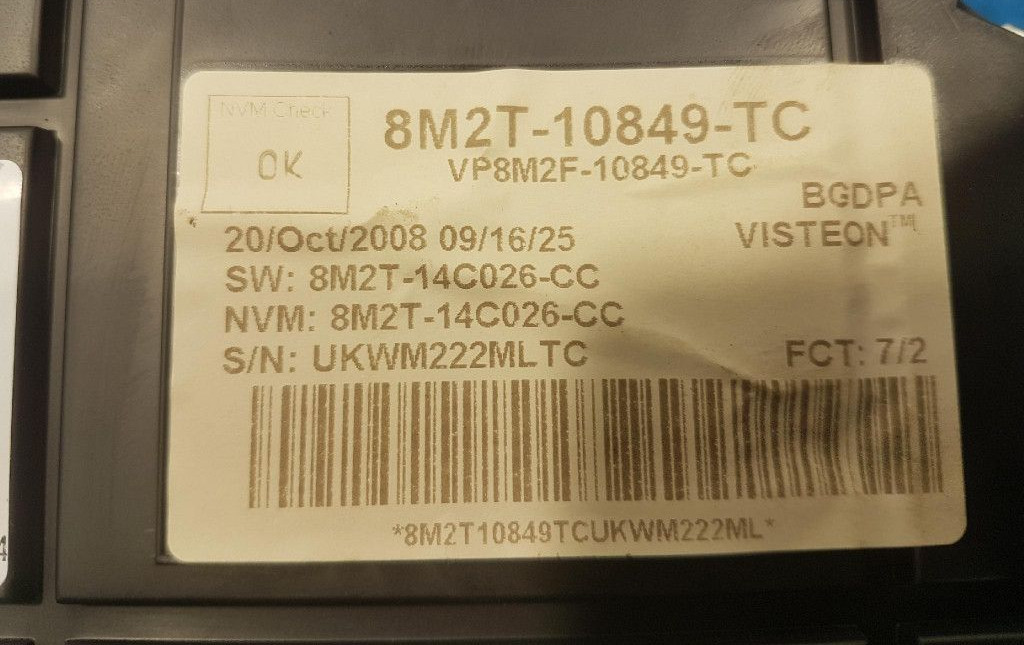 NVM Check
OK
8M2T-10849-TC
VP8M2F-10849-TC
BGDPA
VISTEON™
20/Oct/2008 09/16/25
SW: 8M2T-14C026-CC
NVM: 8M2T-14C026-CC
S/N: UKWM222MLTC
FCT: 7/2
*8M2T10849TCUKWM222ML*
4